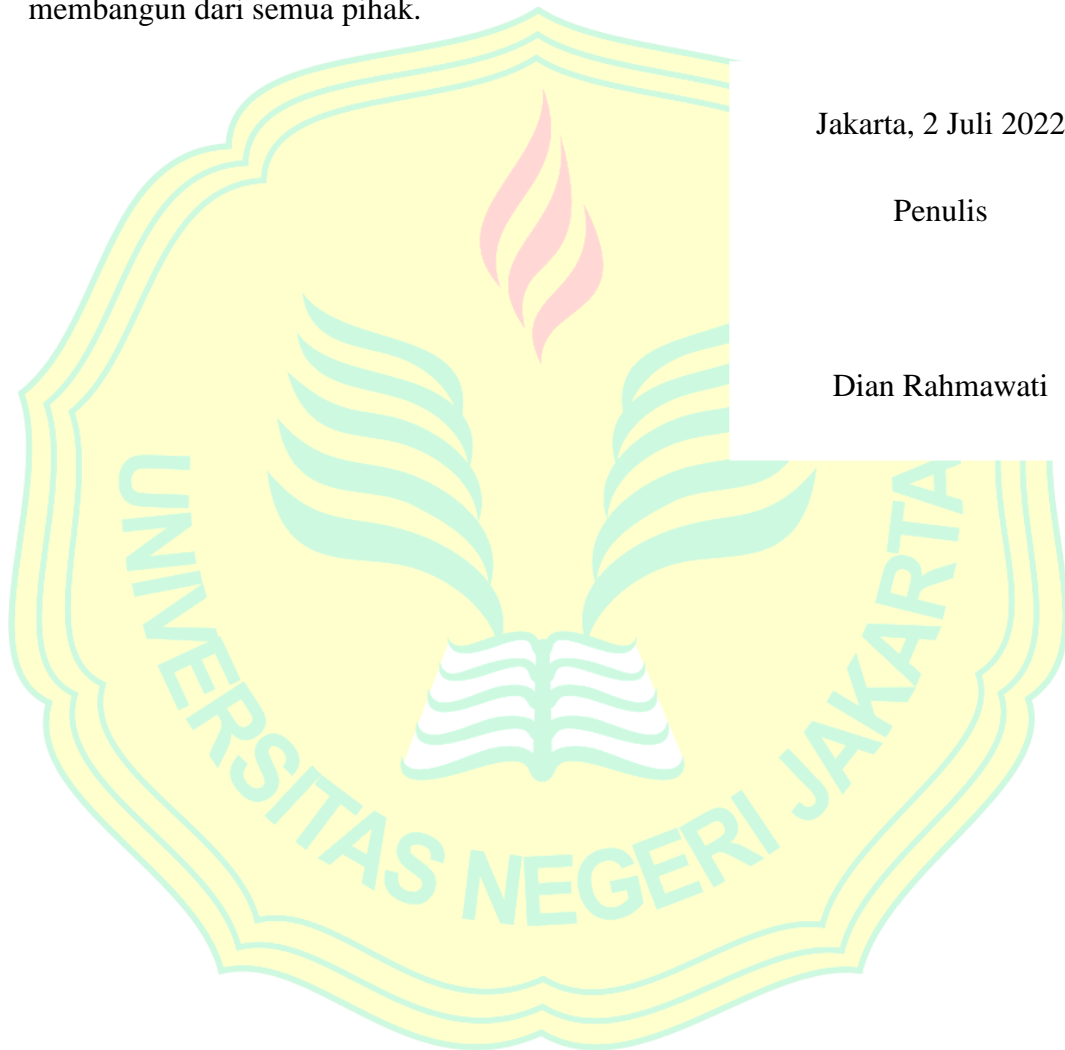 membangun dari semua pihak.
Jakarta, 2 Juli 2022
Penulis
Dian Rahmawati
UNIVERSITAS NEGERI JAKARTA